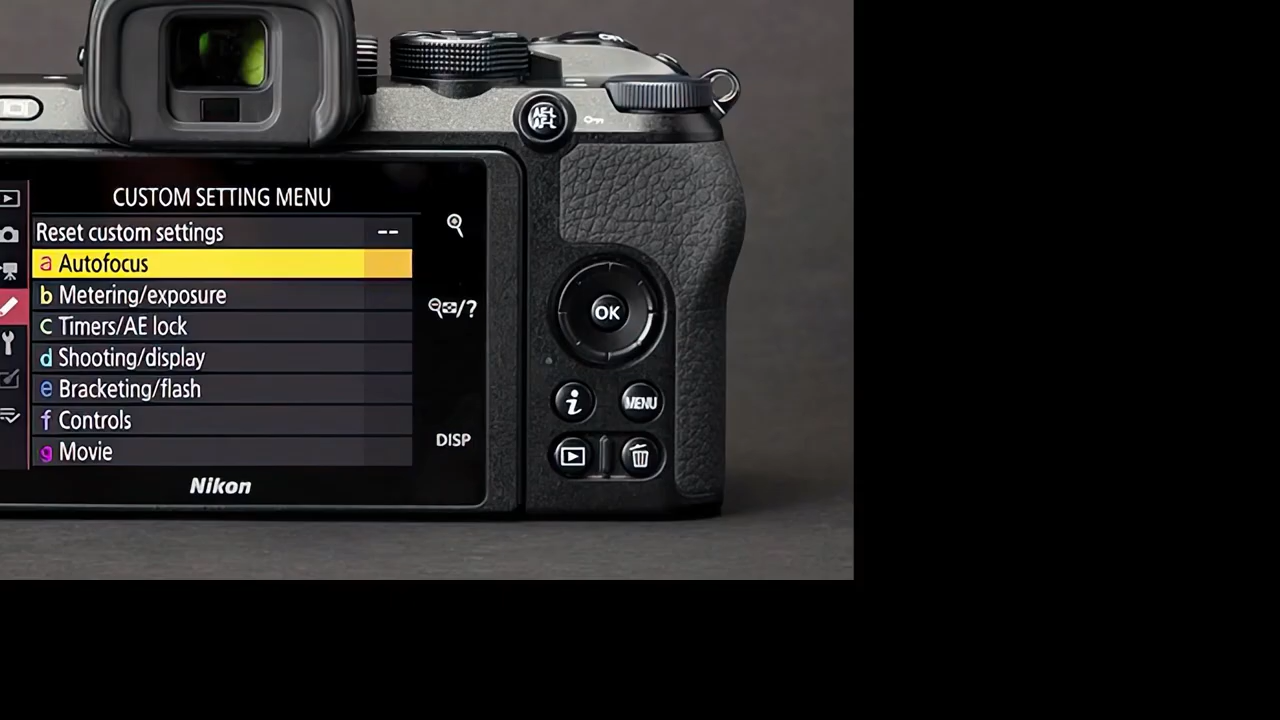 AE-L
AF-L
CUSTOM SETTING MENU
Reset custom settings --
a Autofocus
b Metering/exposure
c Timers/AE lock
d Shooting/display
e Bracketing/flash
f Controls
g Movie
/?
DISP
Nikon
OK
i
MENU